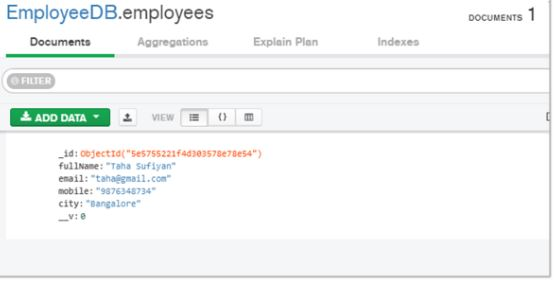 EmployeeDB.employees DOCUMENTS 1
Documents Aggregations Explain Plan Indexes
FILTER
ADD DATA VIEW {}
_id: ObjectId("5e5755221f4d303578e78e54")
fullName: "Taha Sufiyan"
email: "taha@gmail.com"
mobile: "9876348734"
city: "Bangalore"
__v: 0